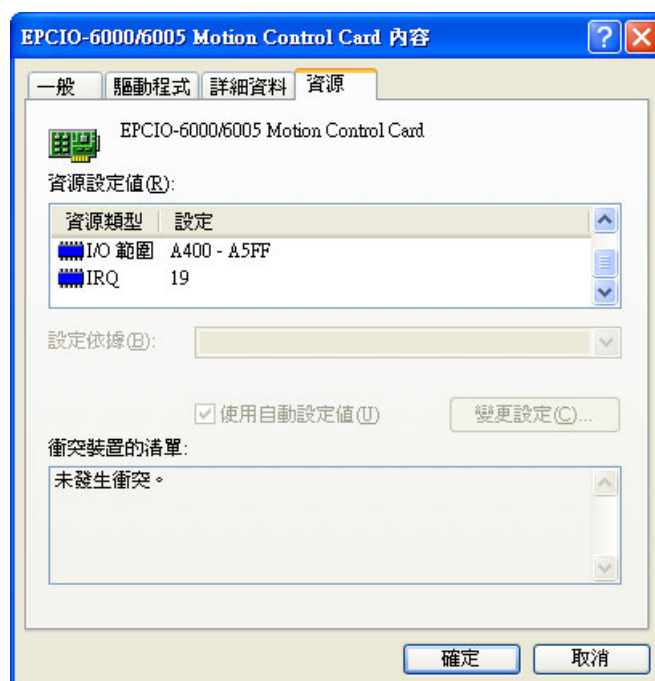 EPCIO-6000/6005 Motion Control Card 內容
一般 驅動程式 詳細資料 資源
EPCIO-6000/6005 Motion Control Card
資源設定值(R):
資源類型 設定
I/O 範圍 A400 - A5FF
IRQ 19
設定依據(B):
使用自動設定值(U) 變更設定(C)...
衝突裝置的清單:
未發生衝突。
確定 取消